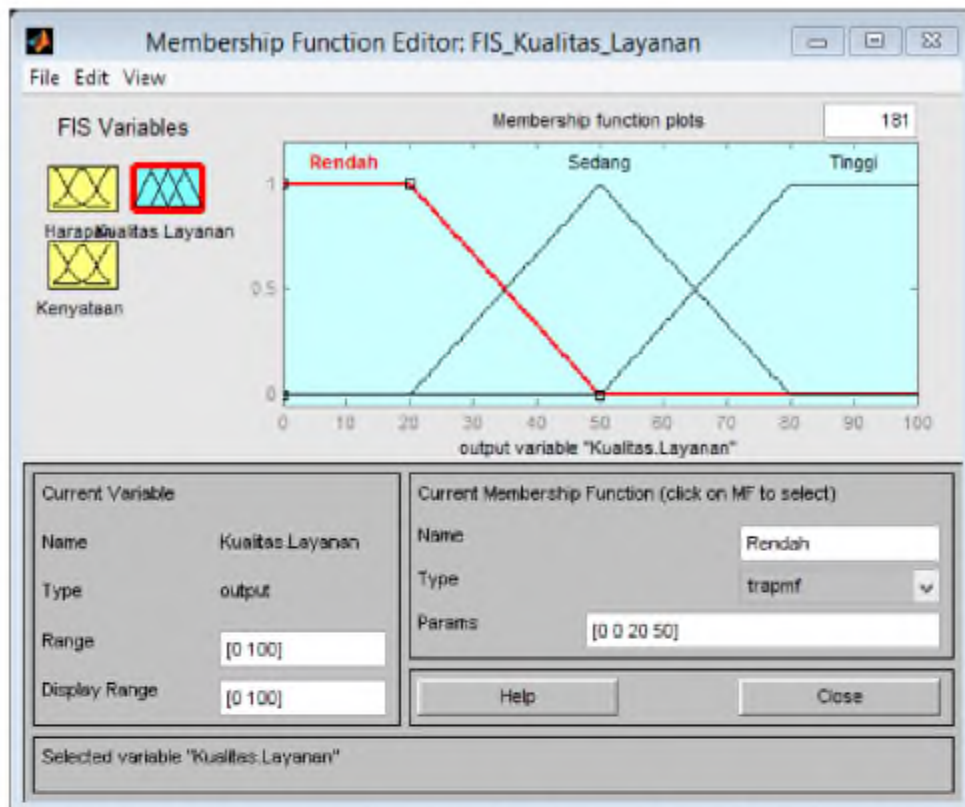 Membership Function Editor: FIS_Kualitas_Layanan
File Edit View
FIS Variables
Membership function plots
181
Kualitas Layanan
Kenyataan
Rendah
Sedang
Tinggi
1
0.5
0
0 10 20 30 40 50 60 70 80 90 100
output variable "Kualitas.Layanan"
Current Variable
Name Kualitas.Layanan
Type output
Range [0 100]
Display Range [0 100]
Current Membership Function (click on MF to select)
Name Rendah
Type trapmf
Params [0 0 20 50]
Help
Close
Selected variable "Kualitas.Layanan"